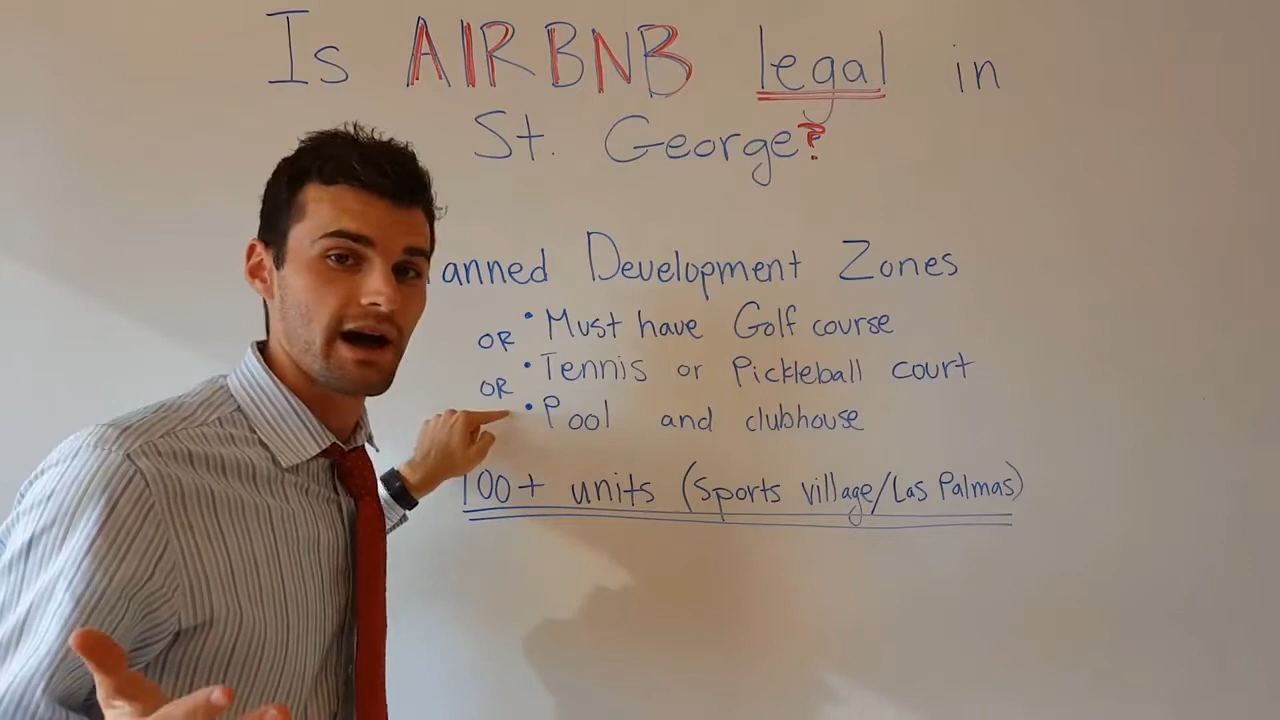 Is AIRBNB legal in
St. George?
anned Development Zones
• Must have Golf course
OR
• Tennis or Pickleball court
OR
• Pool and clubhouse
100+ units (Sports village/Las Palmas)